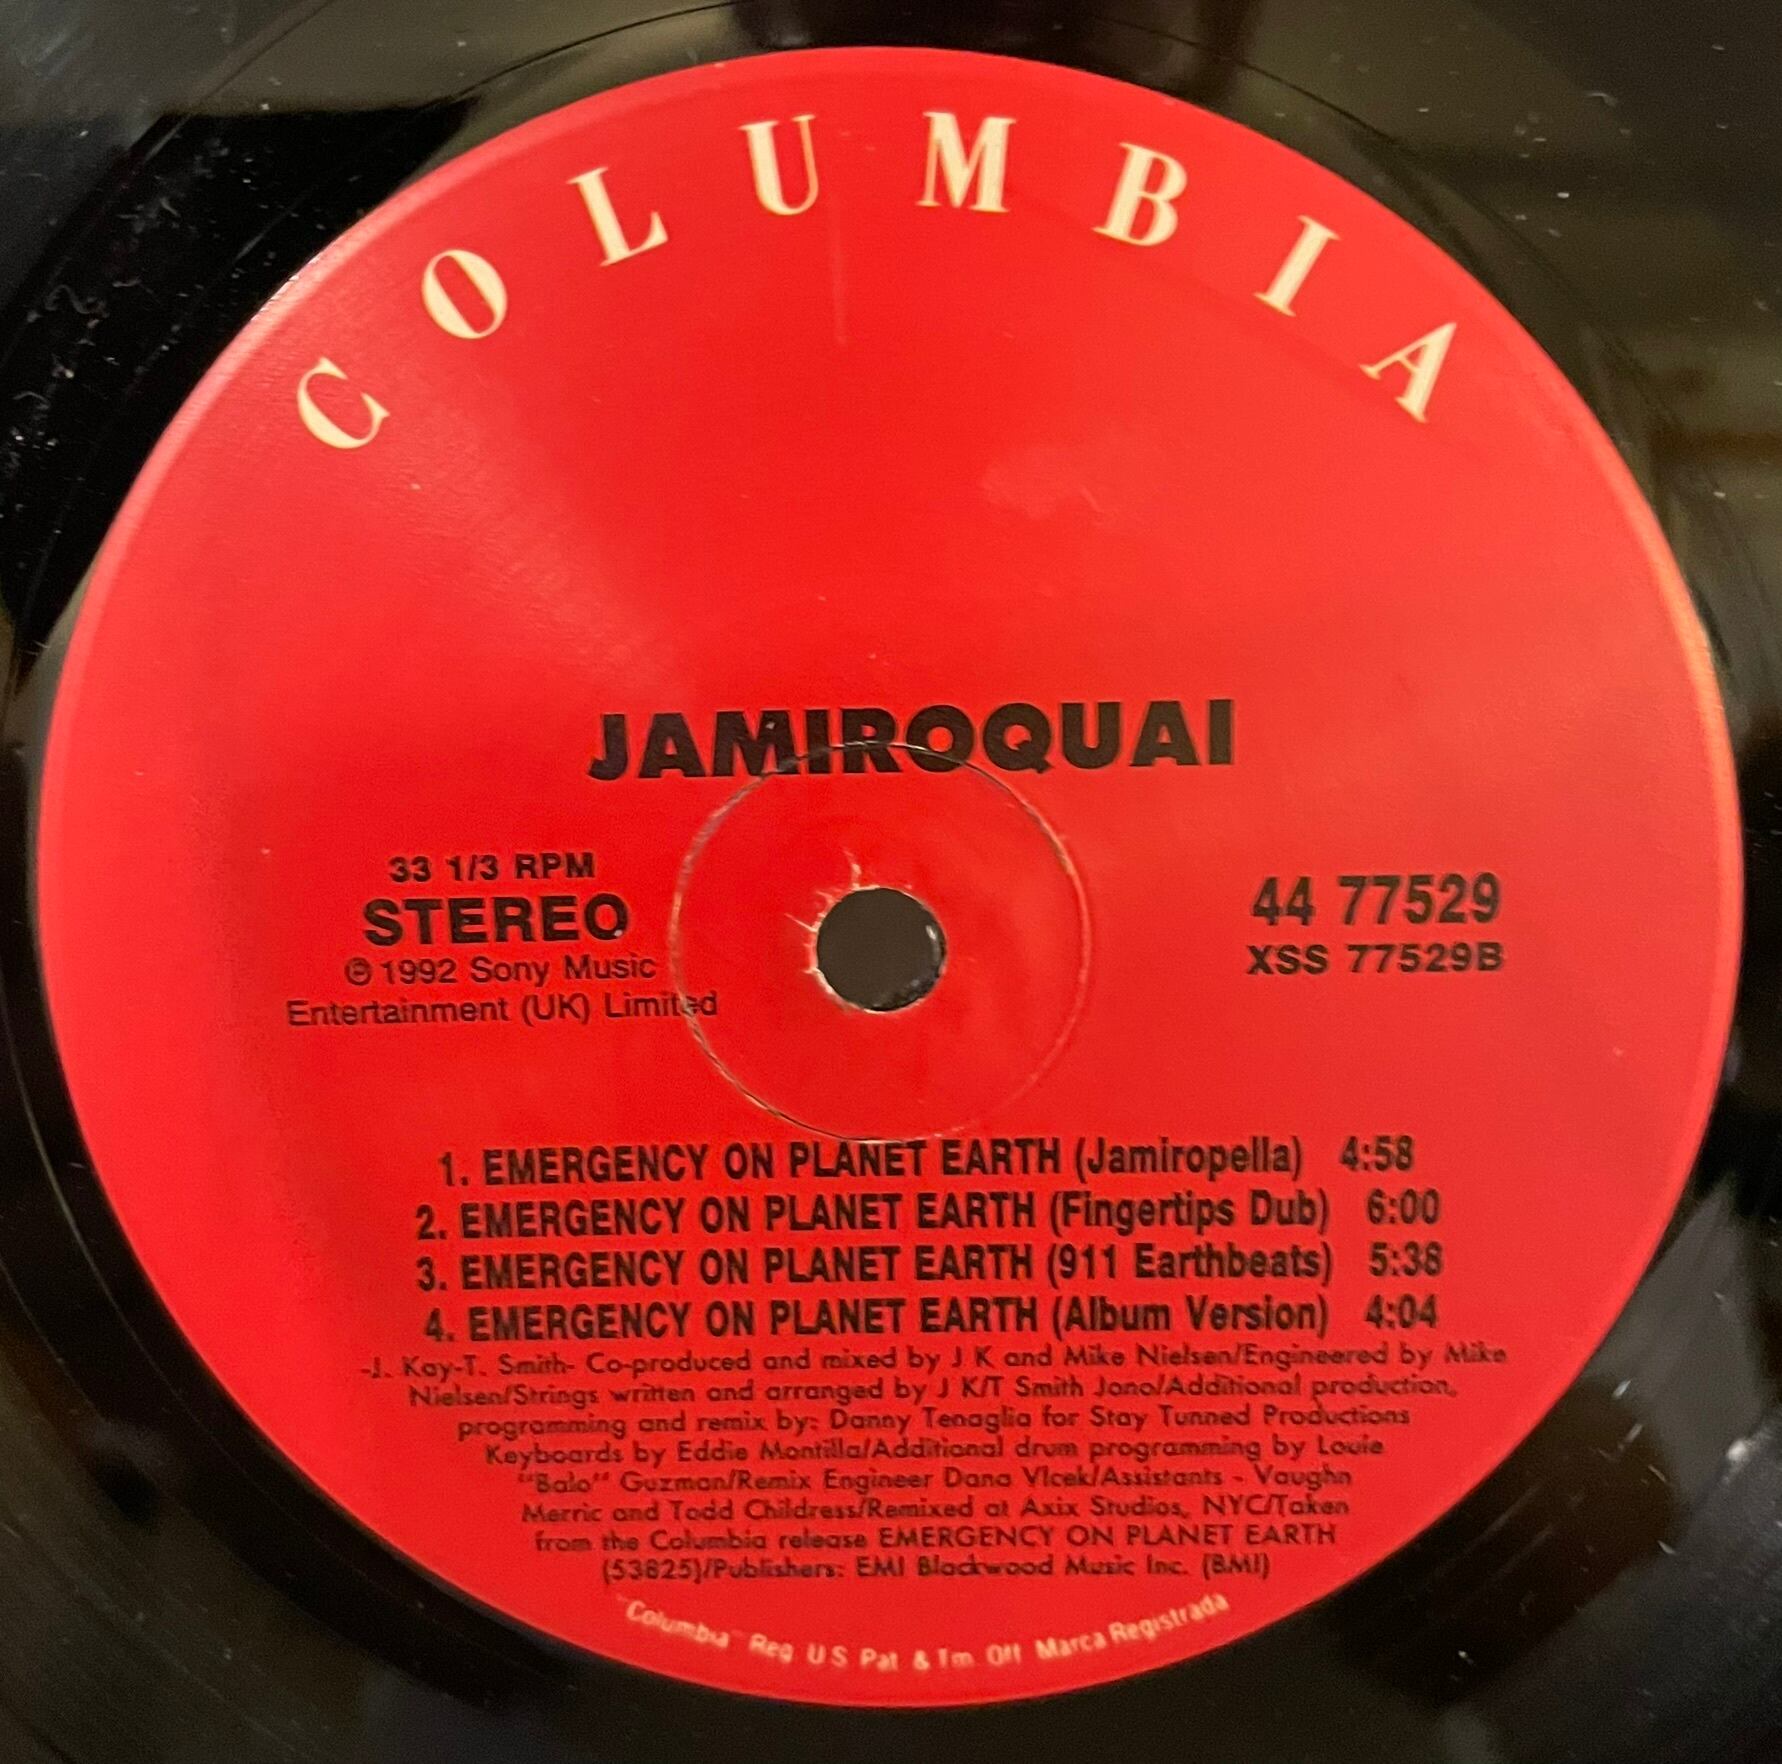 COLUMBIA
JAMIROQUAI
33 1/3 RPM
STEREO
℗ 1992 Sony Music
Entertainment (UK) Limited
44 77529
XSS 77529B
1. EMERGENCY ON PLANET EARTH (Jamiropella) 4:58
2. EMERGENCY ON PLANET EARTH (Fingertips Dub) 6:00
3. EMERGENCY ON PLANET EARTH (911 Earthbeats) 5:38
4. EMERGENCY ON PLANET EARTH (Album Version) 4:04
-J. Kay-T. Smith- Co-produced and mixed by J K and Mike Nielsen/Engineered by Mike
Nielsen/Strings written and arranged by J K/T Smith Jono/Additional production,
programming and remix by: Danny Tenaglia for Stay Tunned Productions
Keyboards by Eddie Montilla/Additional drum programming by Louie
"Balo" Guzman/Remix Engineer Dana Vlcek/Assistants - Vaughn
Merric and Todd Childress/Remixed at Axix Studios, NYC/Taken
from the Columbia release EMERGENCY ON PLANET EARTH
(53825)/Publishers: EMI Blackwood Music Inc. (BMI)
"Columbia" Reg U S Pat & Tm Off Marca Registrada